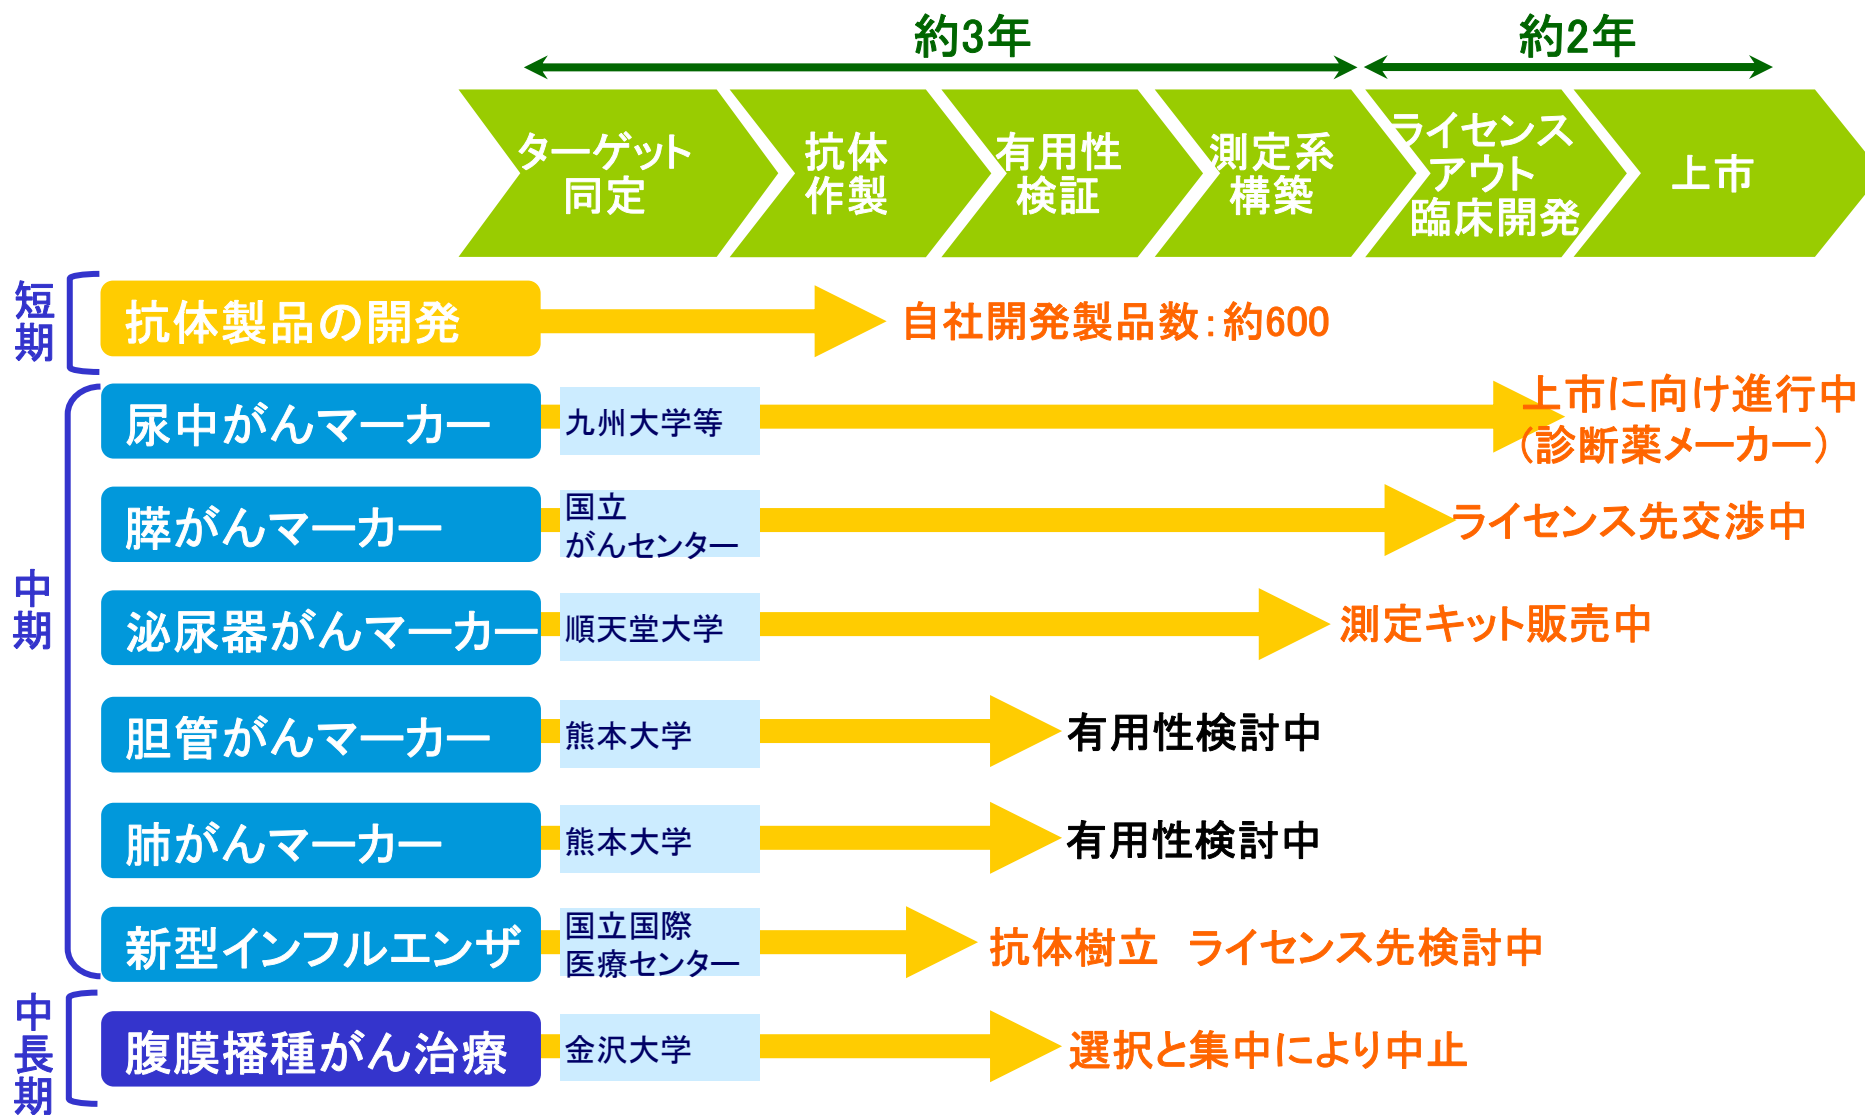 約3年
約2年
ターゲット
同定
抗体
作製
有用性
検証
測定系
構築
ライセンス
アウト
臨床開発
上市
短期
抗体製品の開発
自社開発製品数：約600
中期
尿中がんマーカー
九州大学等
上市に向け進行中
（診断薬メーカー）
膵がんマーカー
国立
がんセンター
ライセンス先交渉中
泌尿器がんマーカー
順天堂大学
測定キット販売中
胆管がんマーカー
熊本大学
有用性検討中
肺がんマーカー
熊本大学
有用性検討中
新型インフルエンザ
国立国際
医療センター
抗体樹立　ライセンス先検討中
中長期
腹膜播種がん治療
金沢大学
選択と集中により中止